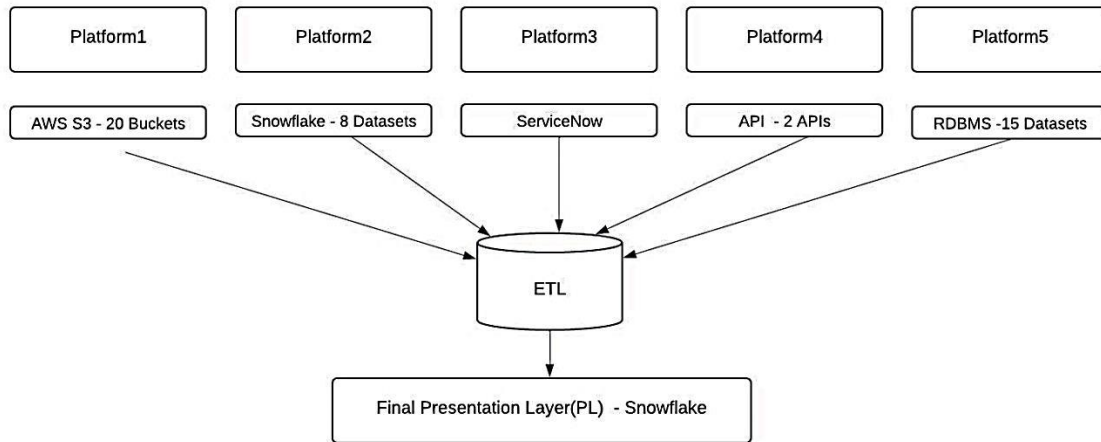 Platform1
Platform2
Platform3
Platform4
Platform5
AWS S3 - 20 Buckets
Snowflake - 8 Datasets
ServiceNow
API - 2 APIs
RDBMS -15 Datasets
ETL
Final Presentation Layer(PL) - Snowflake